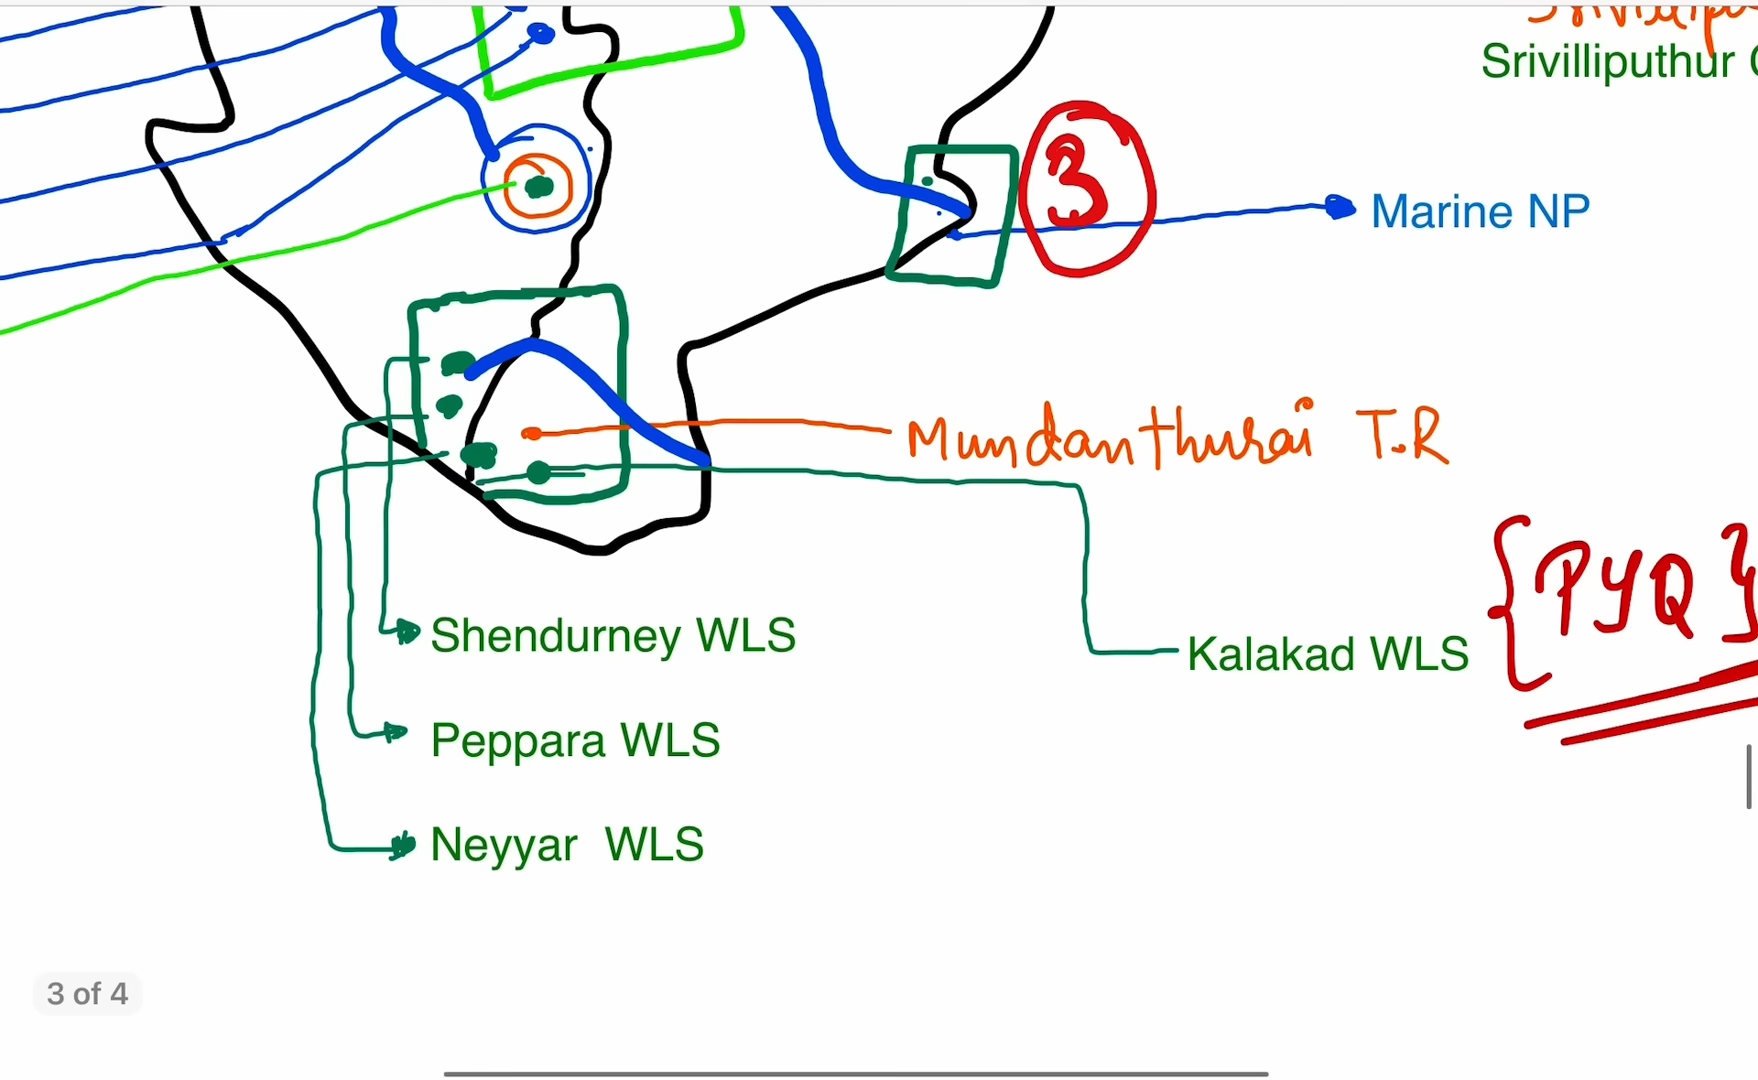 Srivilliputhur
3
Marine NP
Mundanthurai T.R
{PYQ}
Shendurney WLS
Kalakad WLS
Peppara WLS
Neyyar WLS
3 of 4